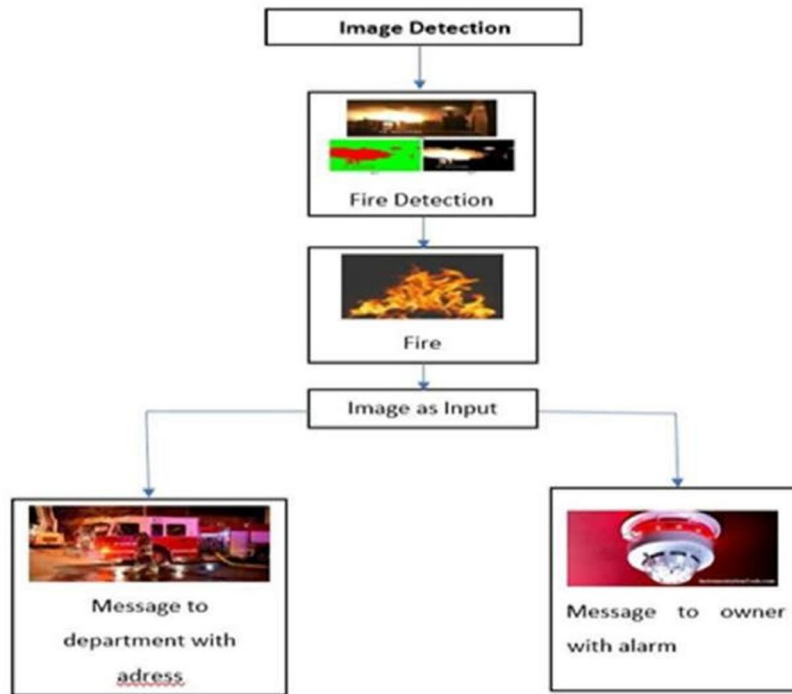 Image Detection
Fire Detection
Fire
Image as Input
Message to
department with
adress
Message to owner
with alarm